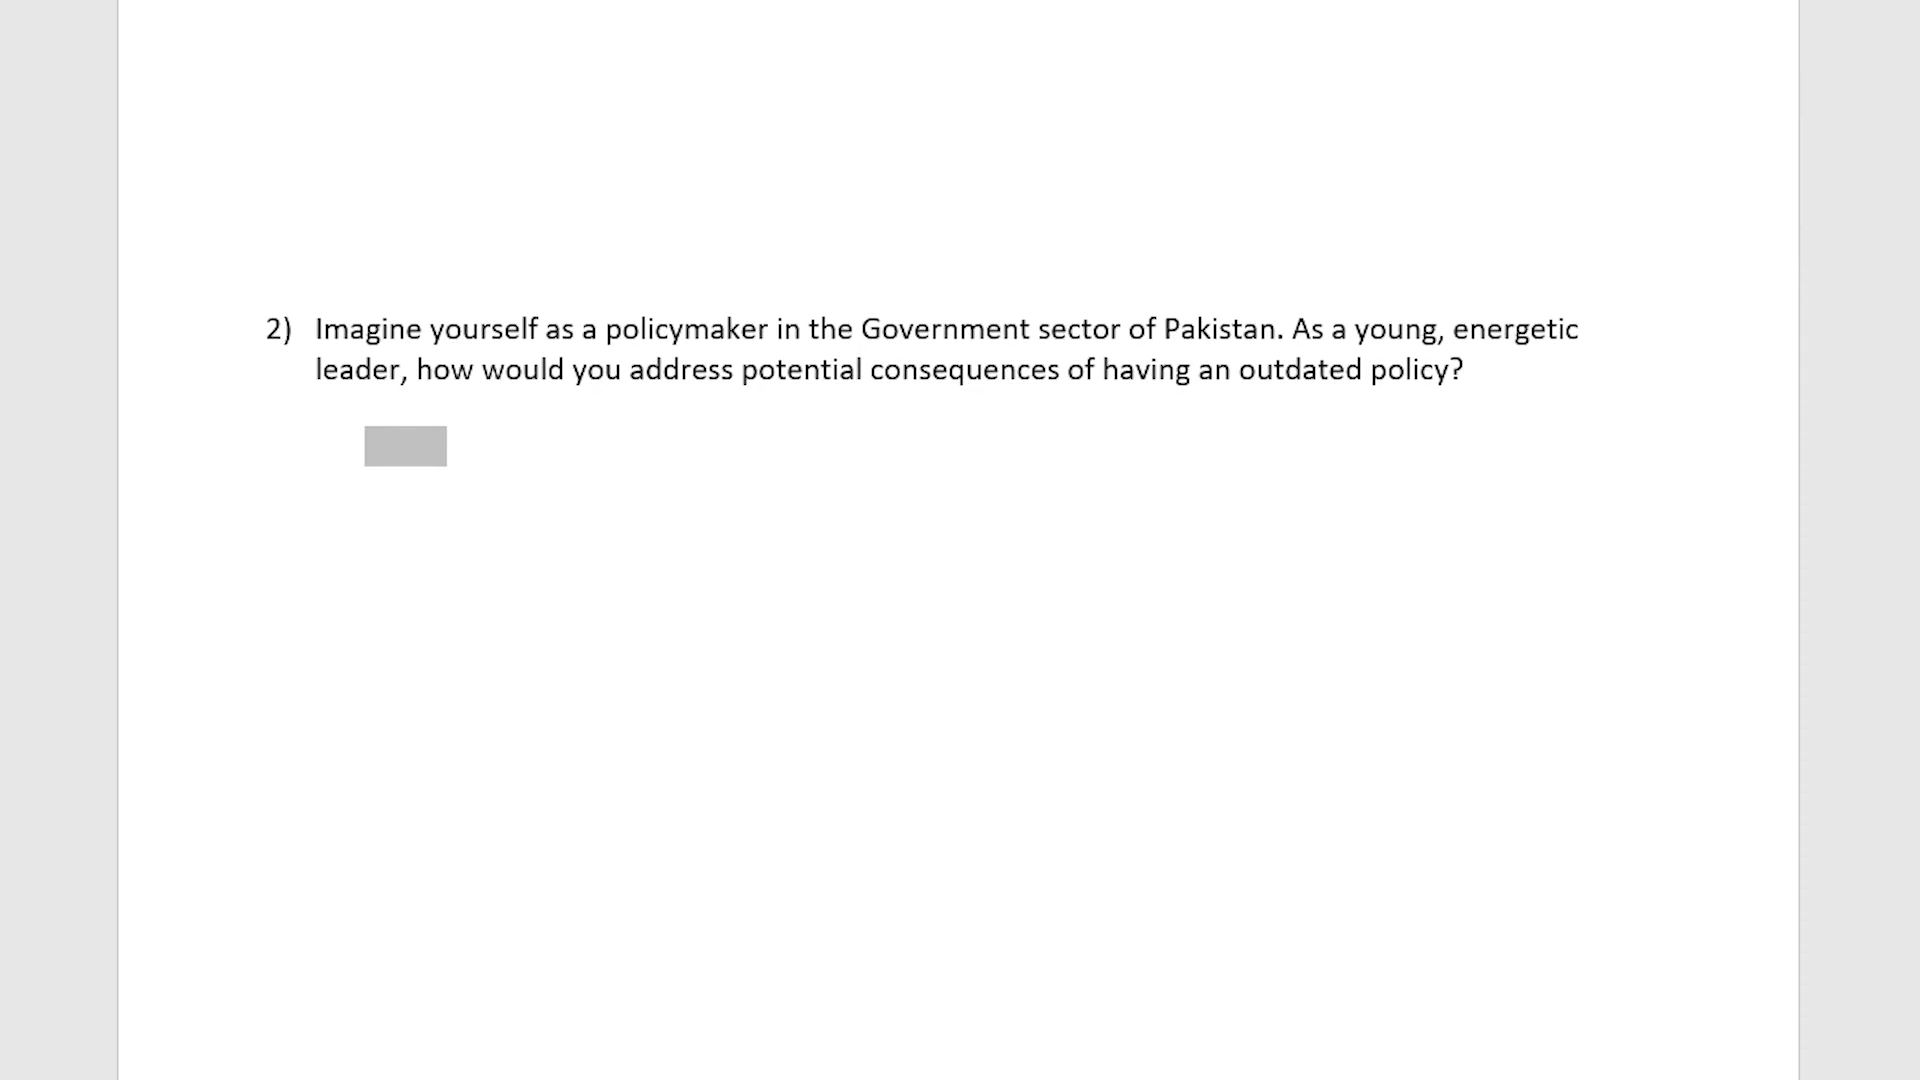 2) Imagine yourself as a policymaker in the Government sector of Pakistan. As a young, energetic
leader, how would you address potential consequences of having an outdated policy?